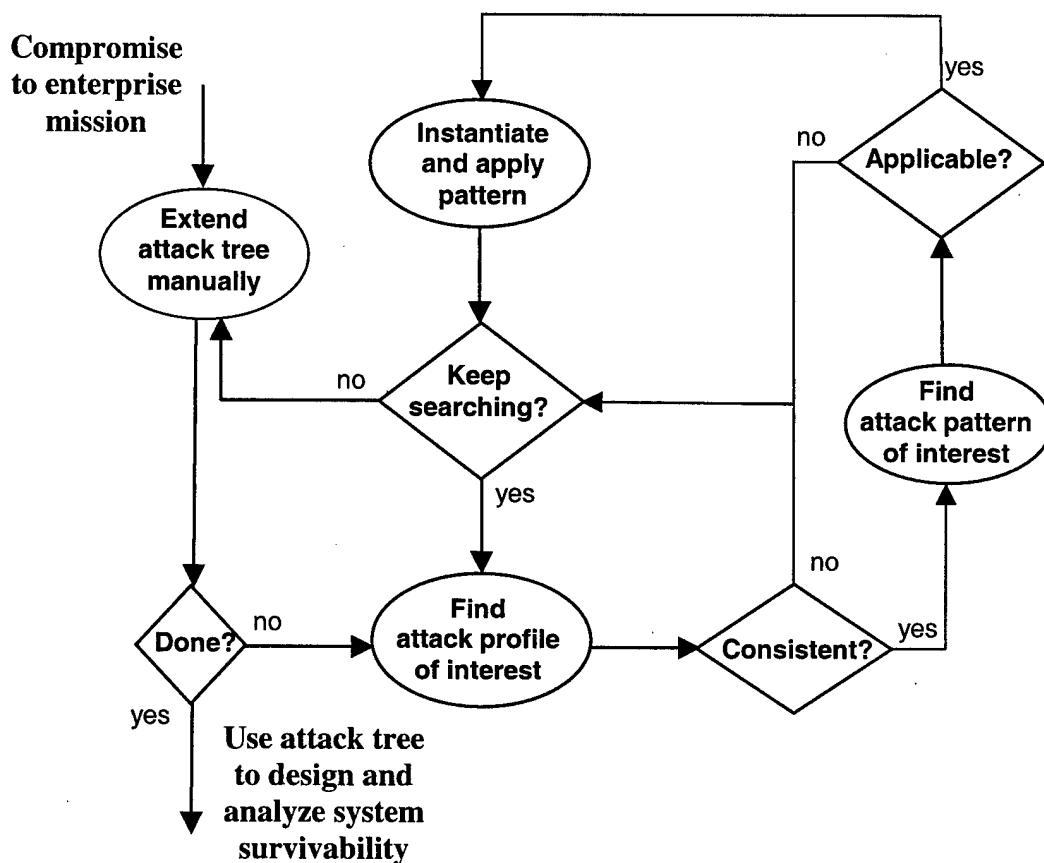 Compromise
to enterprise
mission
yes
Instantiate
and apply
pattern
no
Applicable?
Extend
attack tree
manually
no
Keep
searching?
Find
attack pattern
of interest
yes
no
Done?
no
Find
attack profile
of interest
Consistent?
yes
yes
Use attack tree
to design and
analyze system
survivability